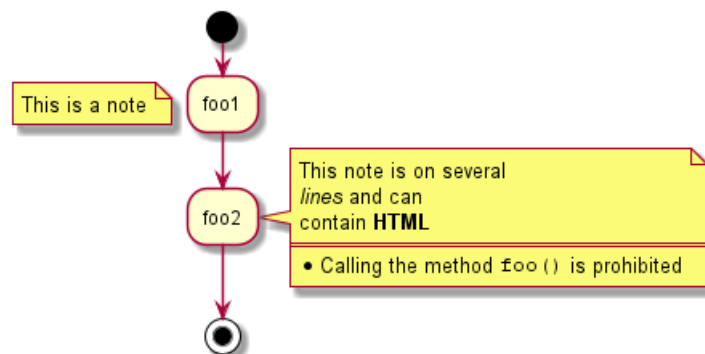 This is a note
foo1
This note is on several
lines and can
contain HTML
foo2
• Calling the method foo() is prohibited